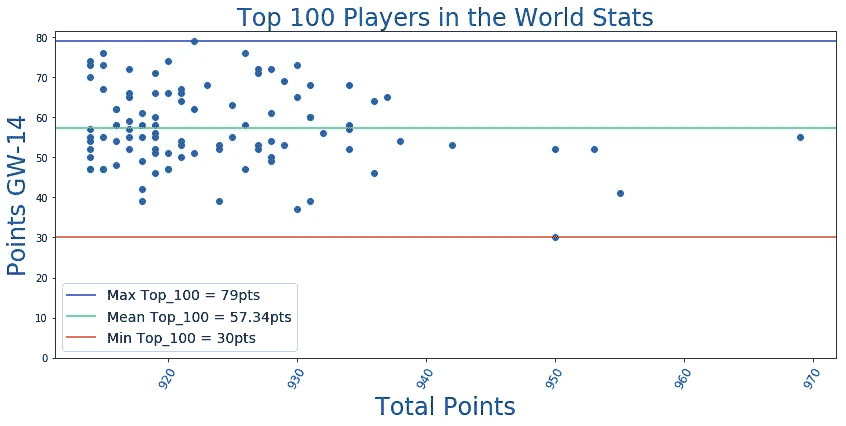 Top 100 Players in the World Stats
Points GW-14
80
70
60
50
40
30
20
10
0
Max Top_100 = 79pts
Mean Top_100 = 57.34pts
Min Top_100 = 30pts
920
930
940
950
960
970
Total Points